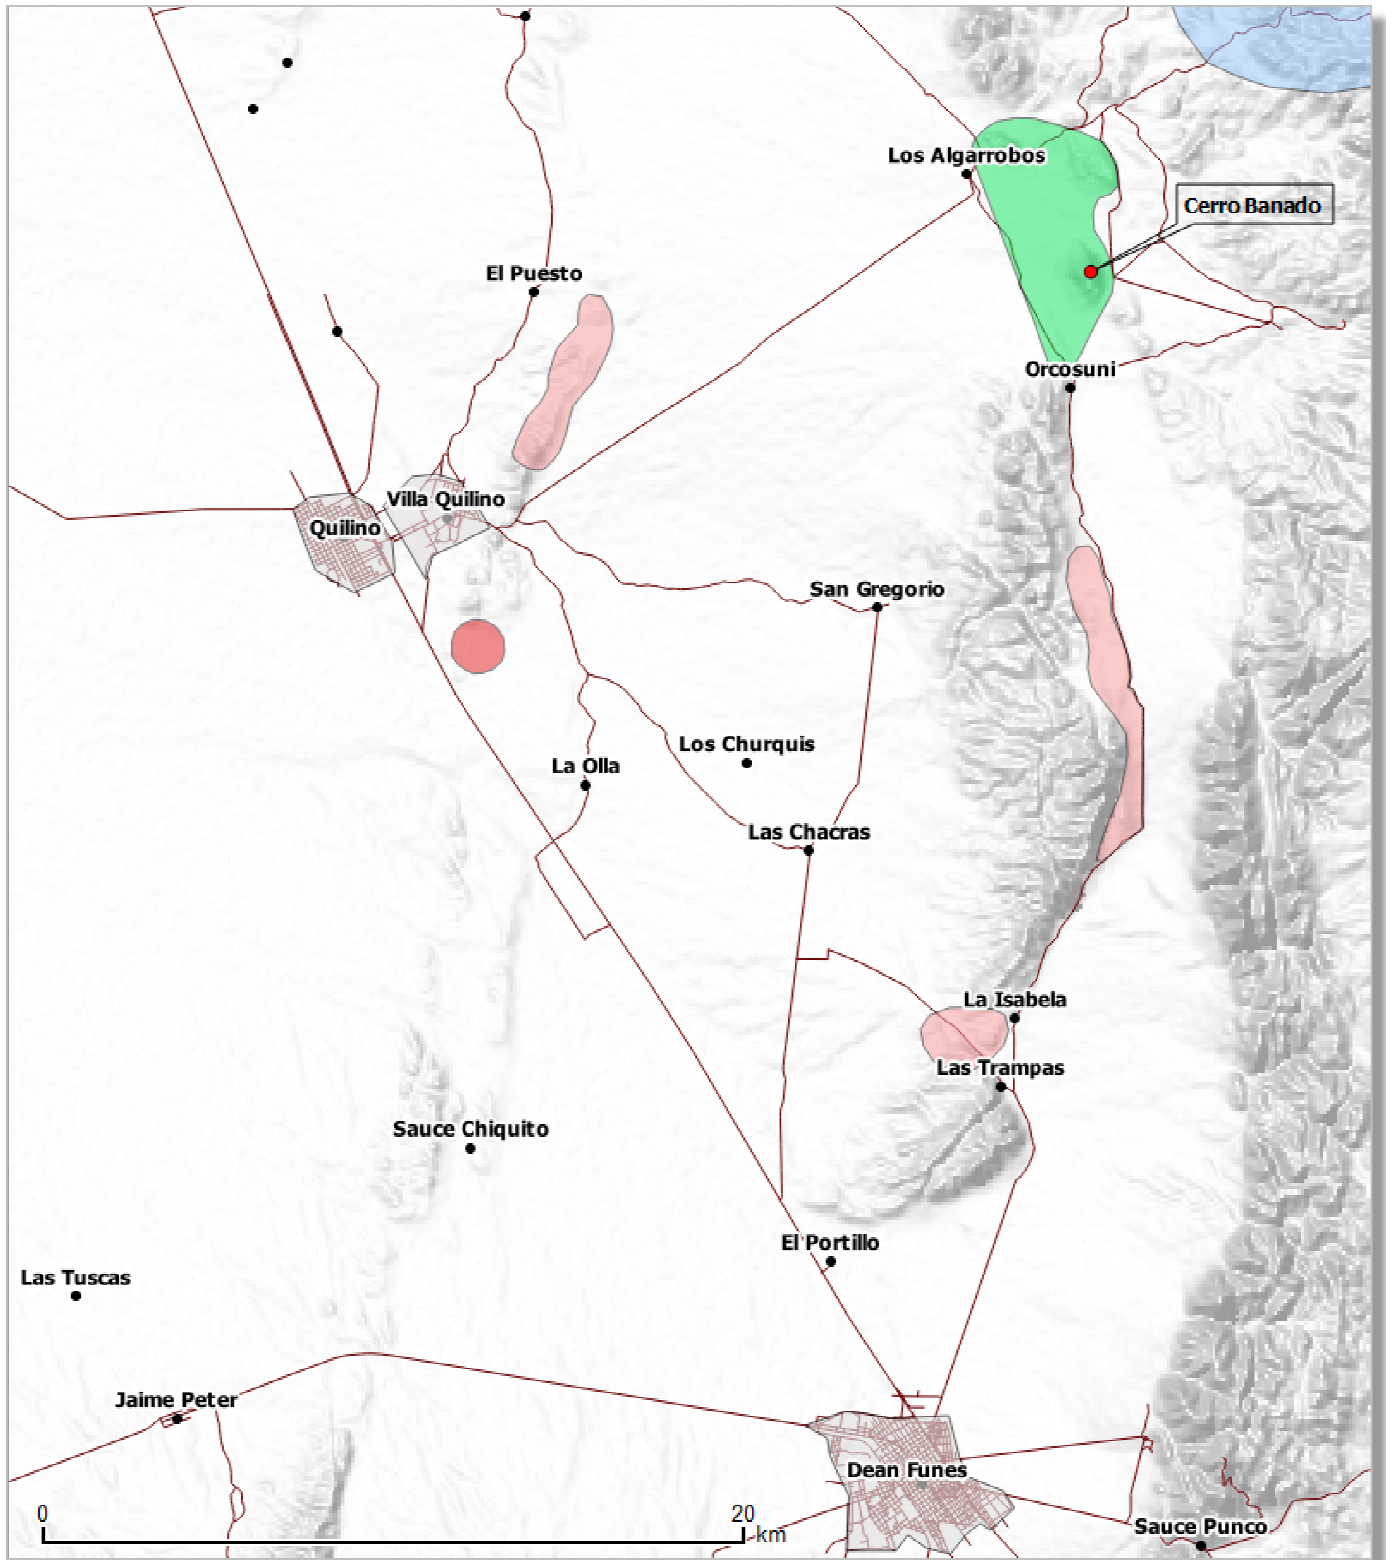 Los Algarrobos
Cerro Banado
El Puesto
Orcosuni
Villa Quilino
Quilino
San Gregorio
Los Churquis
La Olla
Las Chacras
La Isabela
Las Trampas
Sauce Chiquito
El Portillo
Las Tuscas
Jaime Peter
Dean Funes
0 20
km
Sauce Punco